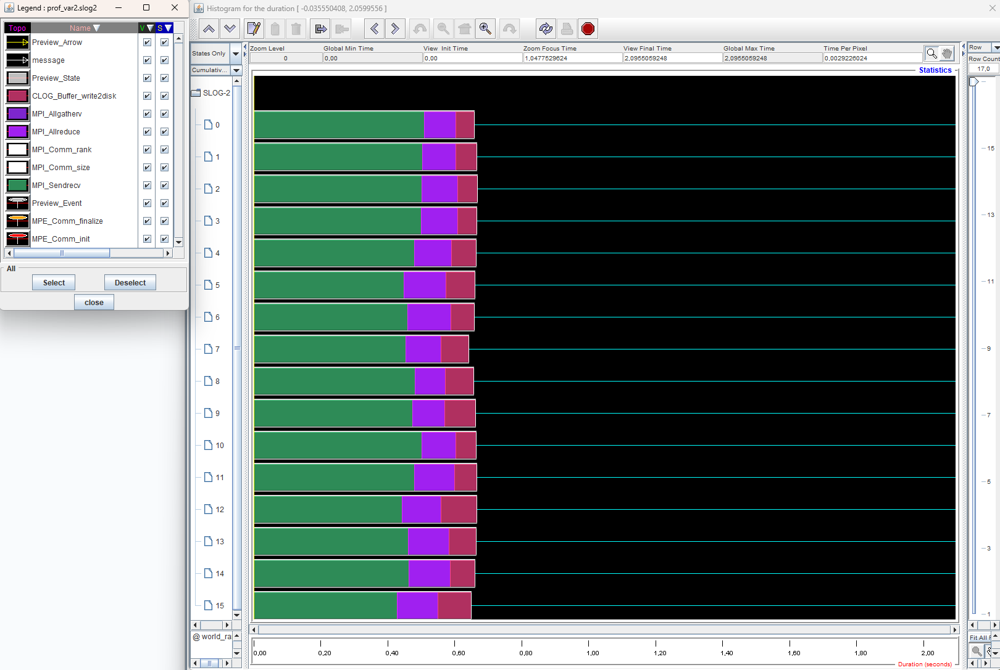 Legend : prof_var2.slog2
Topo Name V S
Preview_Arrow
message
Preview_State
CLOG_Buffer_write2disk
MPI_Allgatherv
MPI_Allreduce
MPI_Comm_rank
MPI_Comm_size
MPI_Sendrecv
Preview_Event
MPE_Comm_finalize
MPE_Comm_init
All
Select Deselect
close
Histogram for the duration [ -0.035550408, 2.0599556 ]
States Only
Cumulativ...
Zoom Level Global Min Time View Init Time Zoom Focus Time View Final Time Global Max Time Time Per Pixel
0 0,00 0,00 1,0477529624 2,0955059248 2,0955059248 0,0029226024
Row
Row Count
17,0
Statistics
SLOG-2
0
1
2
3
4
5
6
7
8
9
10
11
12
13
14
15
15
13
11
9
7
5
3
1
@ world_ra
Fit All
0,00 0,20 0,40 0,60 0,80 1,00 1,20 1,40 1,60 1,80 2,00
Duration (seconds)